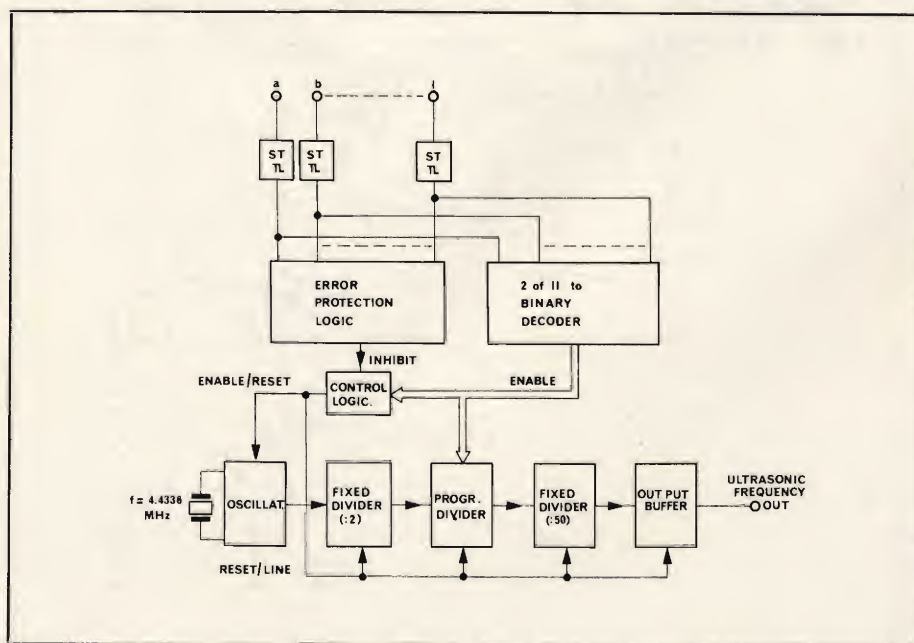 a b l
ST ST ST
TL TL TL
ERROR
PROTECTION
LOGIC
2 of II to
BINARY
DECODER
INHIBIT
ENABLE/RESET
CONTROL
LOGIC.
ENABLE
f = 4.4336
MHz
OSCILLAT.
FIXED
DIVIDER
(:2)
PROGR.
DIVIDER
FIXED
DIVIDER
(:50)
OUT PUT
BUFFER
ULTRASONIC
FREQUENCY
OUT
RESET/LINE